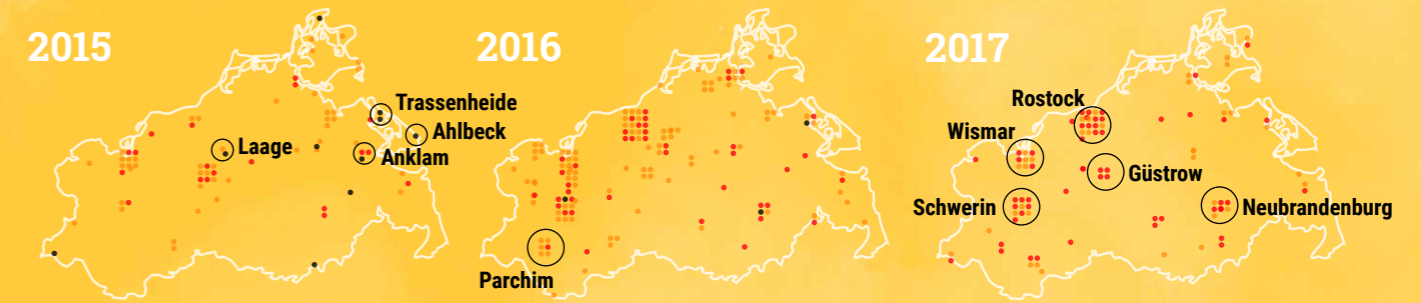 2015
Trassenheide
Ahlbeck
Laage
Anklam
2016
Parchim
2017
Rostock
Wismar
Güstrow
Schwerin
Neubrandenburg